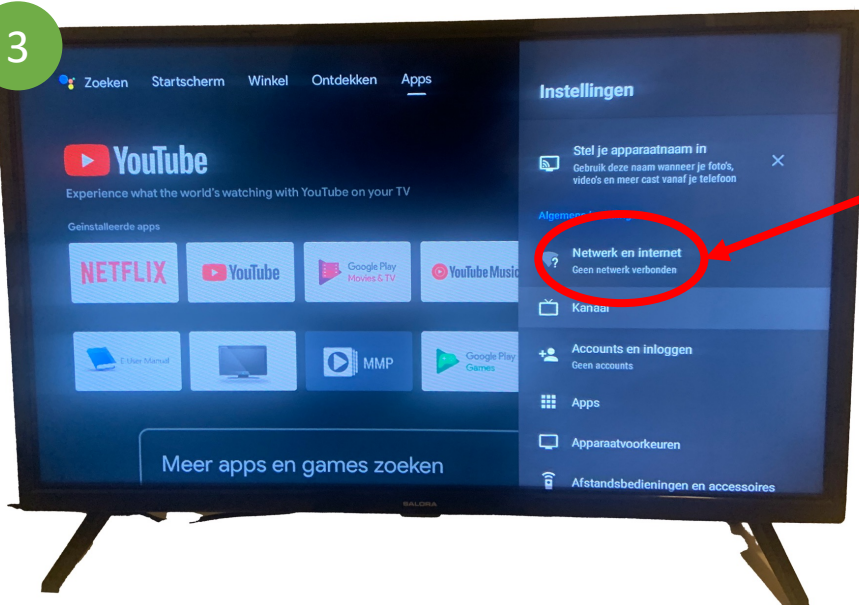 3
Zoeken Startscherm Winkel Ontdekken Apps
YouTube
Experience what the world's watching with YouTube on your TV
Geïnstalleerde apps
NETFLIX
YouTube
Google Play
Movies & TV
YouTube Music
E-User Manual
MMP
Google Play
Games
Meer apps en games zoeken
Instellingen
Stel je apparaatnaam in
Gebruik deze naam wanneer je foto's,
video's en meer cast vanaf je telefoon
Netwerk en internet
Geen netwerk verbonden
Kanaal
Accounts en inloggen
Geen accounts
Apps
Apparaatvoorkeuren
Afstandsbedieningen en accessoires
SALORA